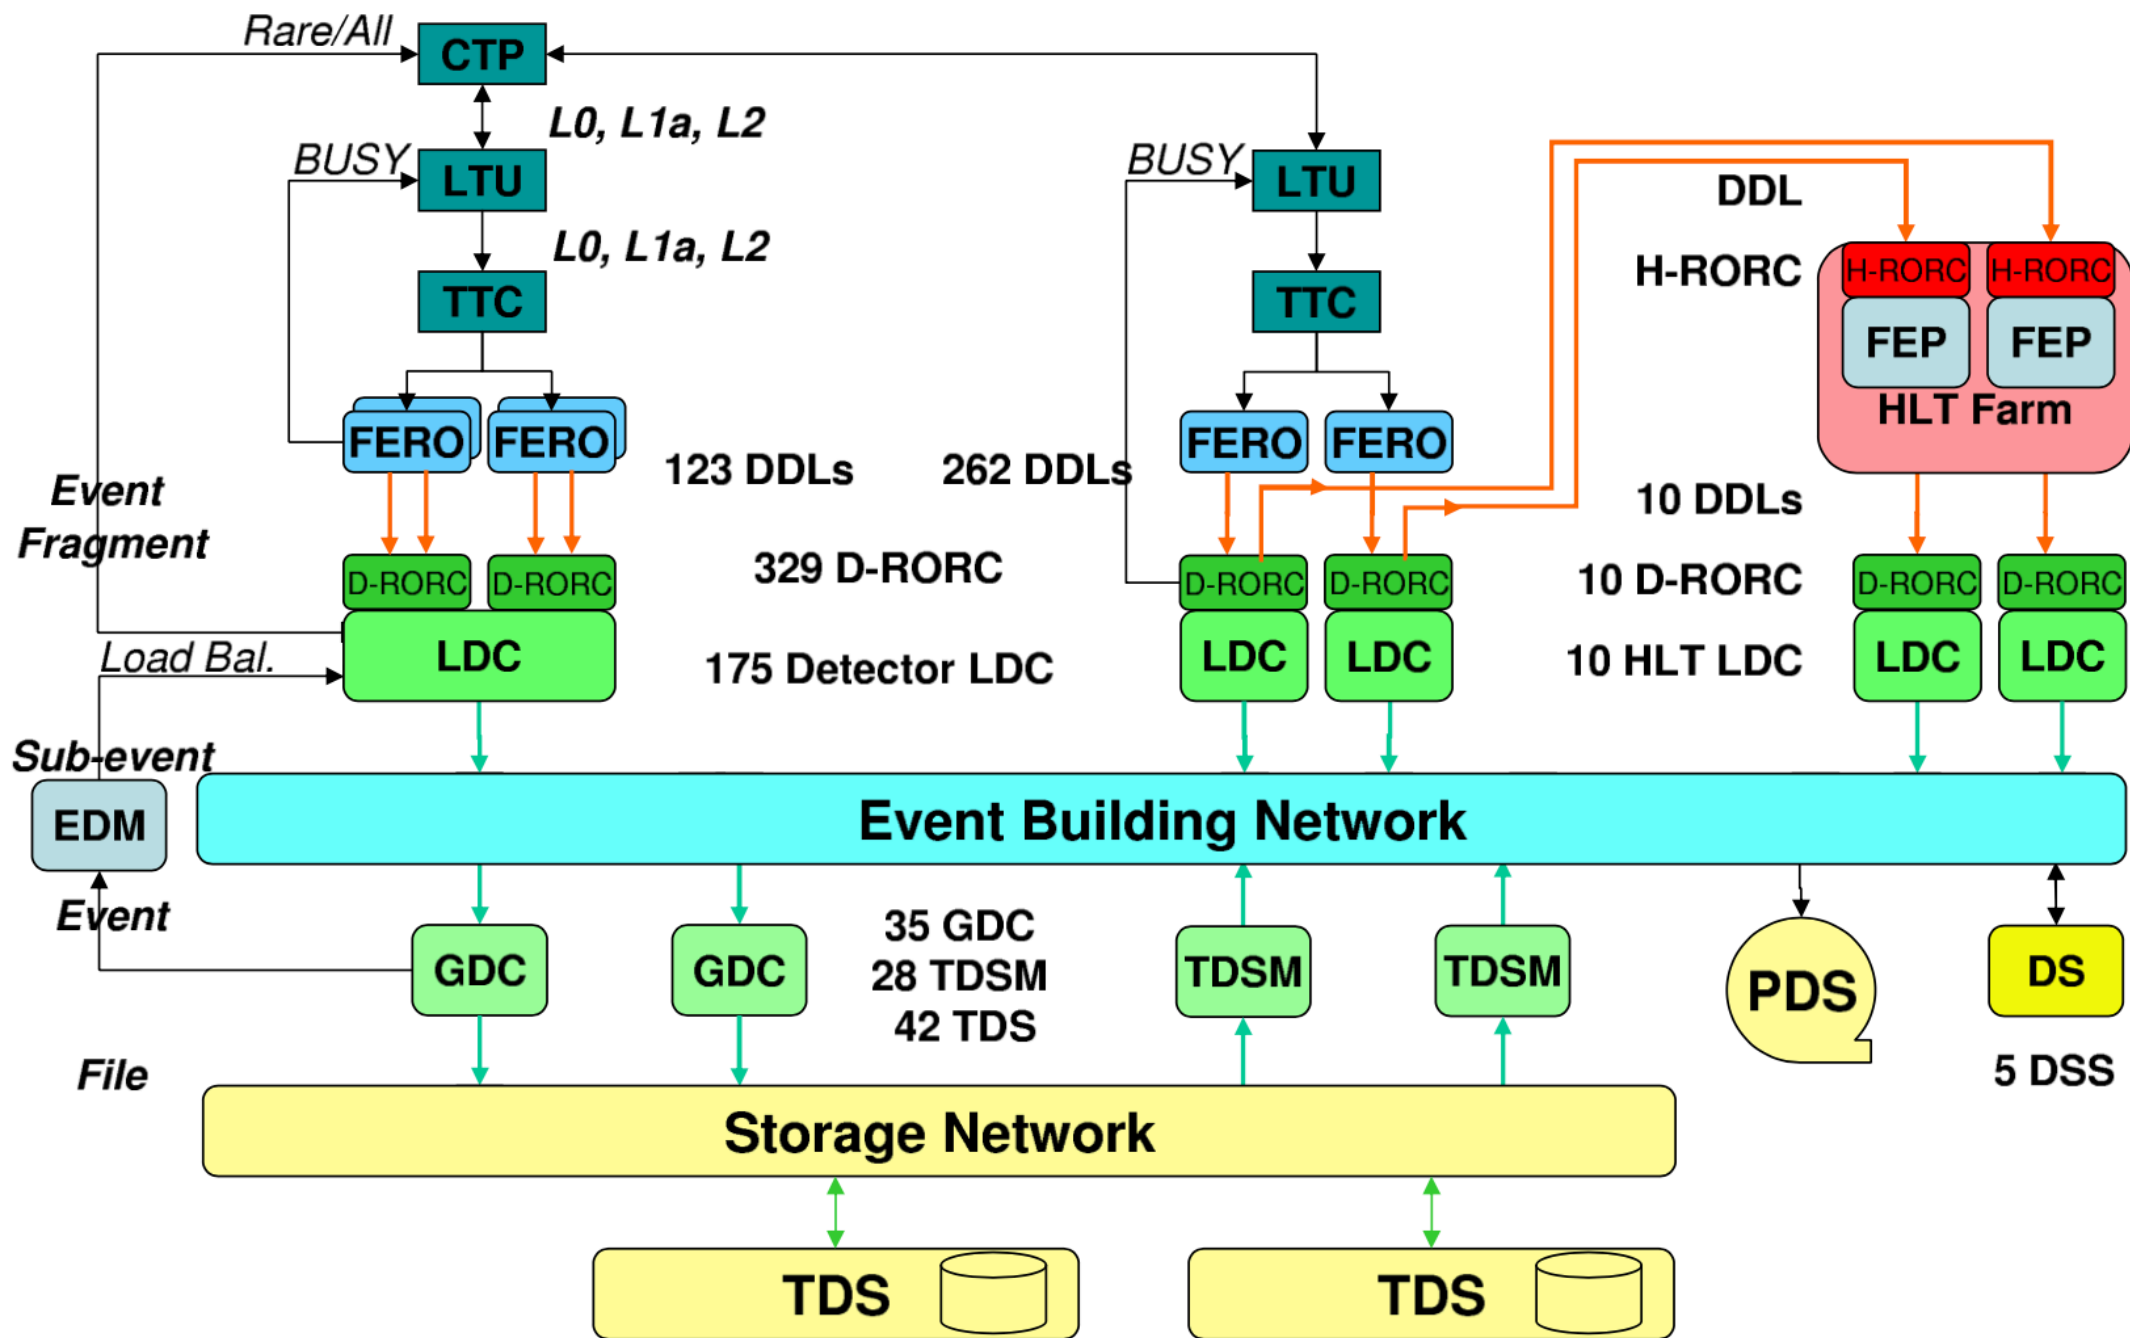 Rare/All
CTP
L0, L1a, L2
BUSY
LTU
BUSY
LTU
DDL
L0, L1a, L2
TTC
TTC
H-RORC
H-RORC
H-RORC
FEP
FEP
HLT Farm
FERO
FERO
123 DDLs
262 DDLs
FERO
FERO
Event
Fragment
10 DDLs
D-RORC
D-RORC
329 D-RORC
D-RORC
D-RORC
10 D-RORC
D-RORC
D-RORC
Load Bal.
LDC
175 Detector LDC
LDC
LDC
10 HLT LDC
LDC
LDC
Sub-event
EDM
Event Building Network
Event
GDC
GDC
35 GDC
28 TDSM
42 TDS
TDSM
TDSM
PDS
DS
File
5 DSS
Storage Network
TDS
TDS